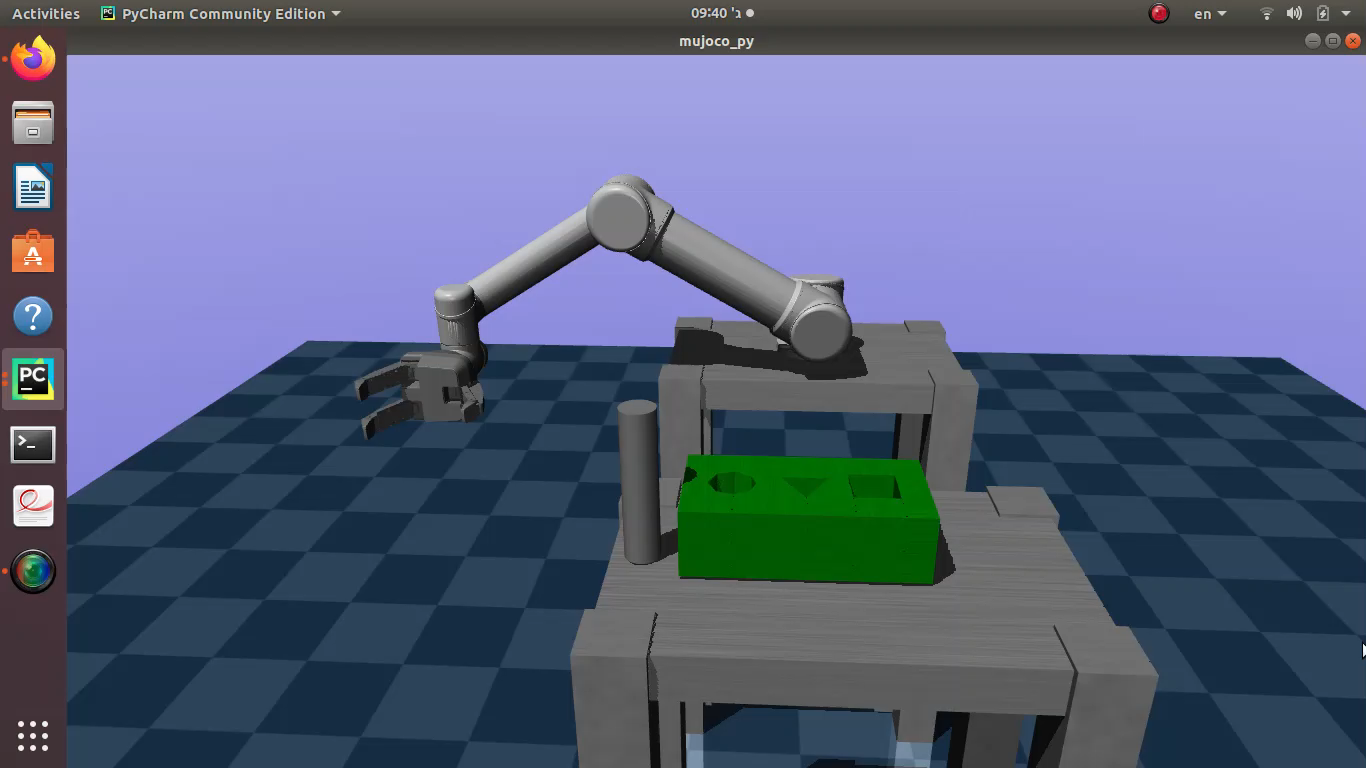 Activities PyCharm Community Edition 09:40 ג' en
mujoco_py
PC